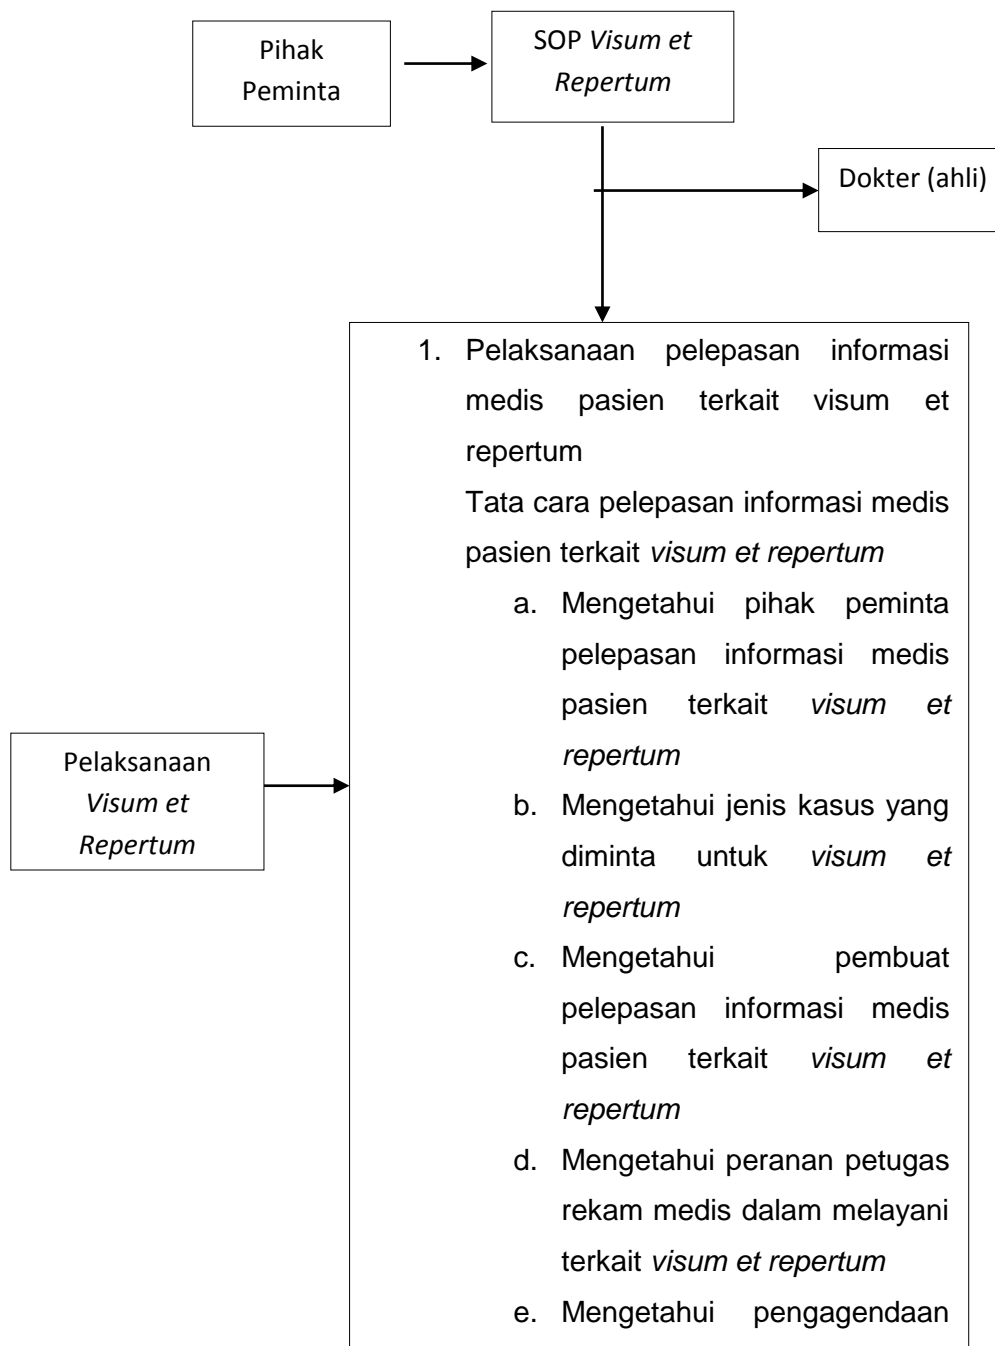 Pihak
Peminta
SOP Visum et
Repertum
Dokter (ahli)
1. Pelaksanaan pelepasan informasi
medis pasien terkait visum et
repertum
Tata cara pelepasan informasi medis
pasien terkait visum et repertum
a. Mengetahui pihak peminta
pelepasan informasi medis
pasien terkait visum et
repertum
b. Mengetahui jenis kasus yang
diminta untuk visum et
repertum
c. Mengetahui pembuat
pelepasan informasi medis
pasien terkait visum et
repertum
d. Mengetahui peranan petugas
rekam medis dalam melayani
terkait visum et repertum
e. Mengetahui pengagendaan
Pelaksanaan
Visum et
Repertum